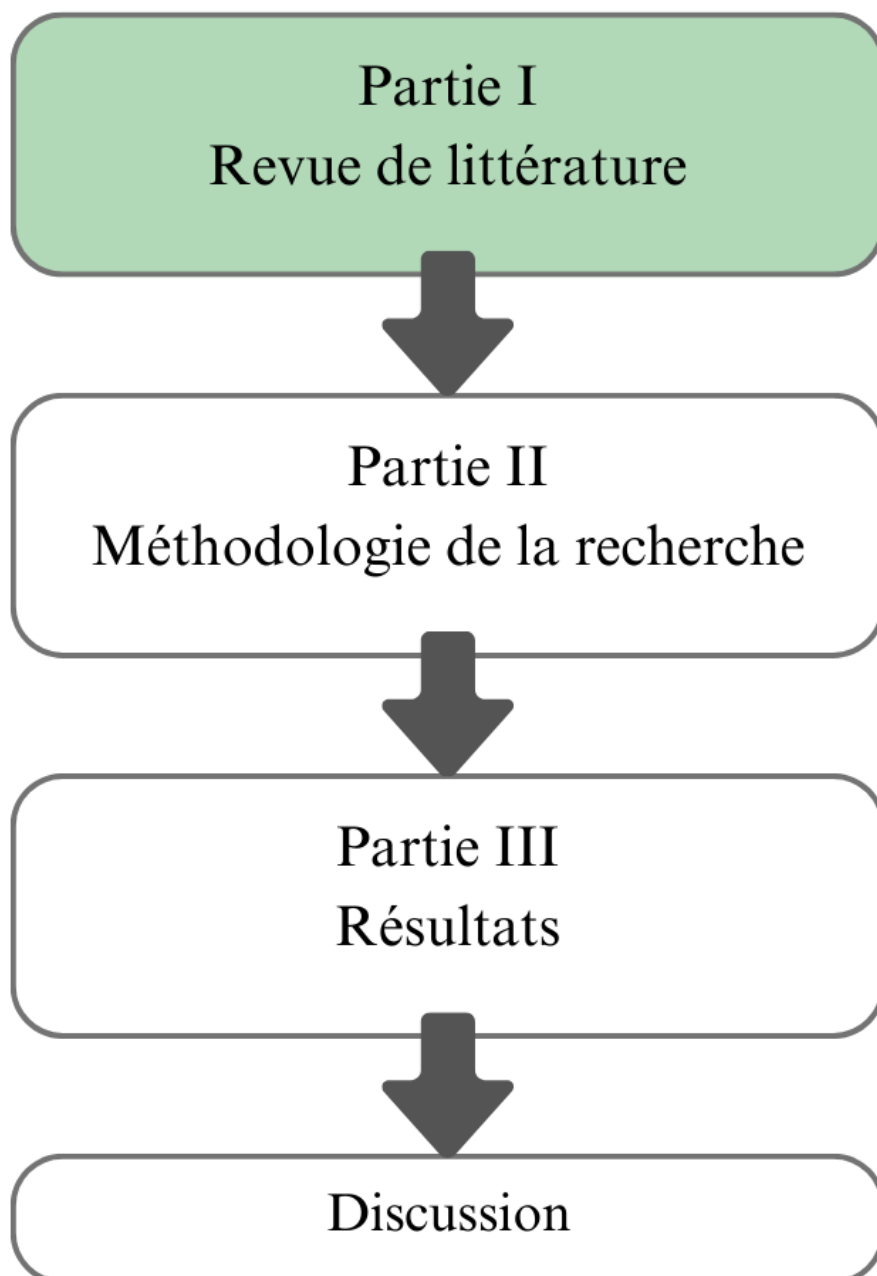 Partie I
Revue de littérature
Partie II
Méthodologie de la recherche
Partie III
Résultats
Discussion